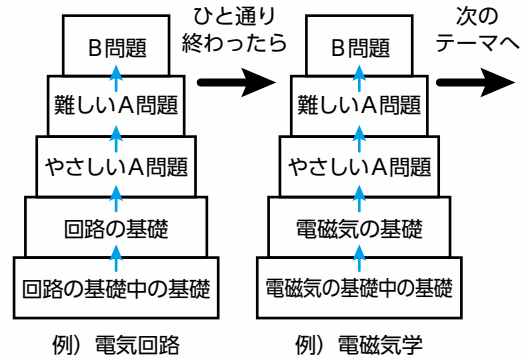 ひと通り
終わったら
次の
テーマへ
B問題
難しいA問題
やさしいA問題
回路の基礎
回路の基礎中の基礎
例）電気回路
B問題
難しいA問題
やさしいA問題
電磁気の基礎
電磁気の基礎中の基礎
例）電磁気学